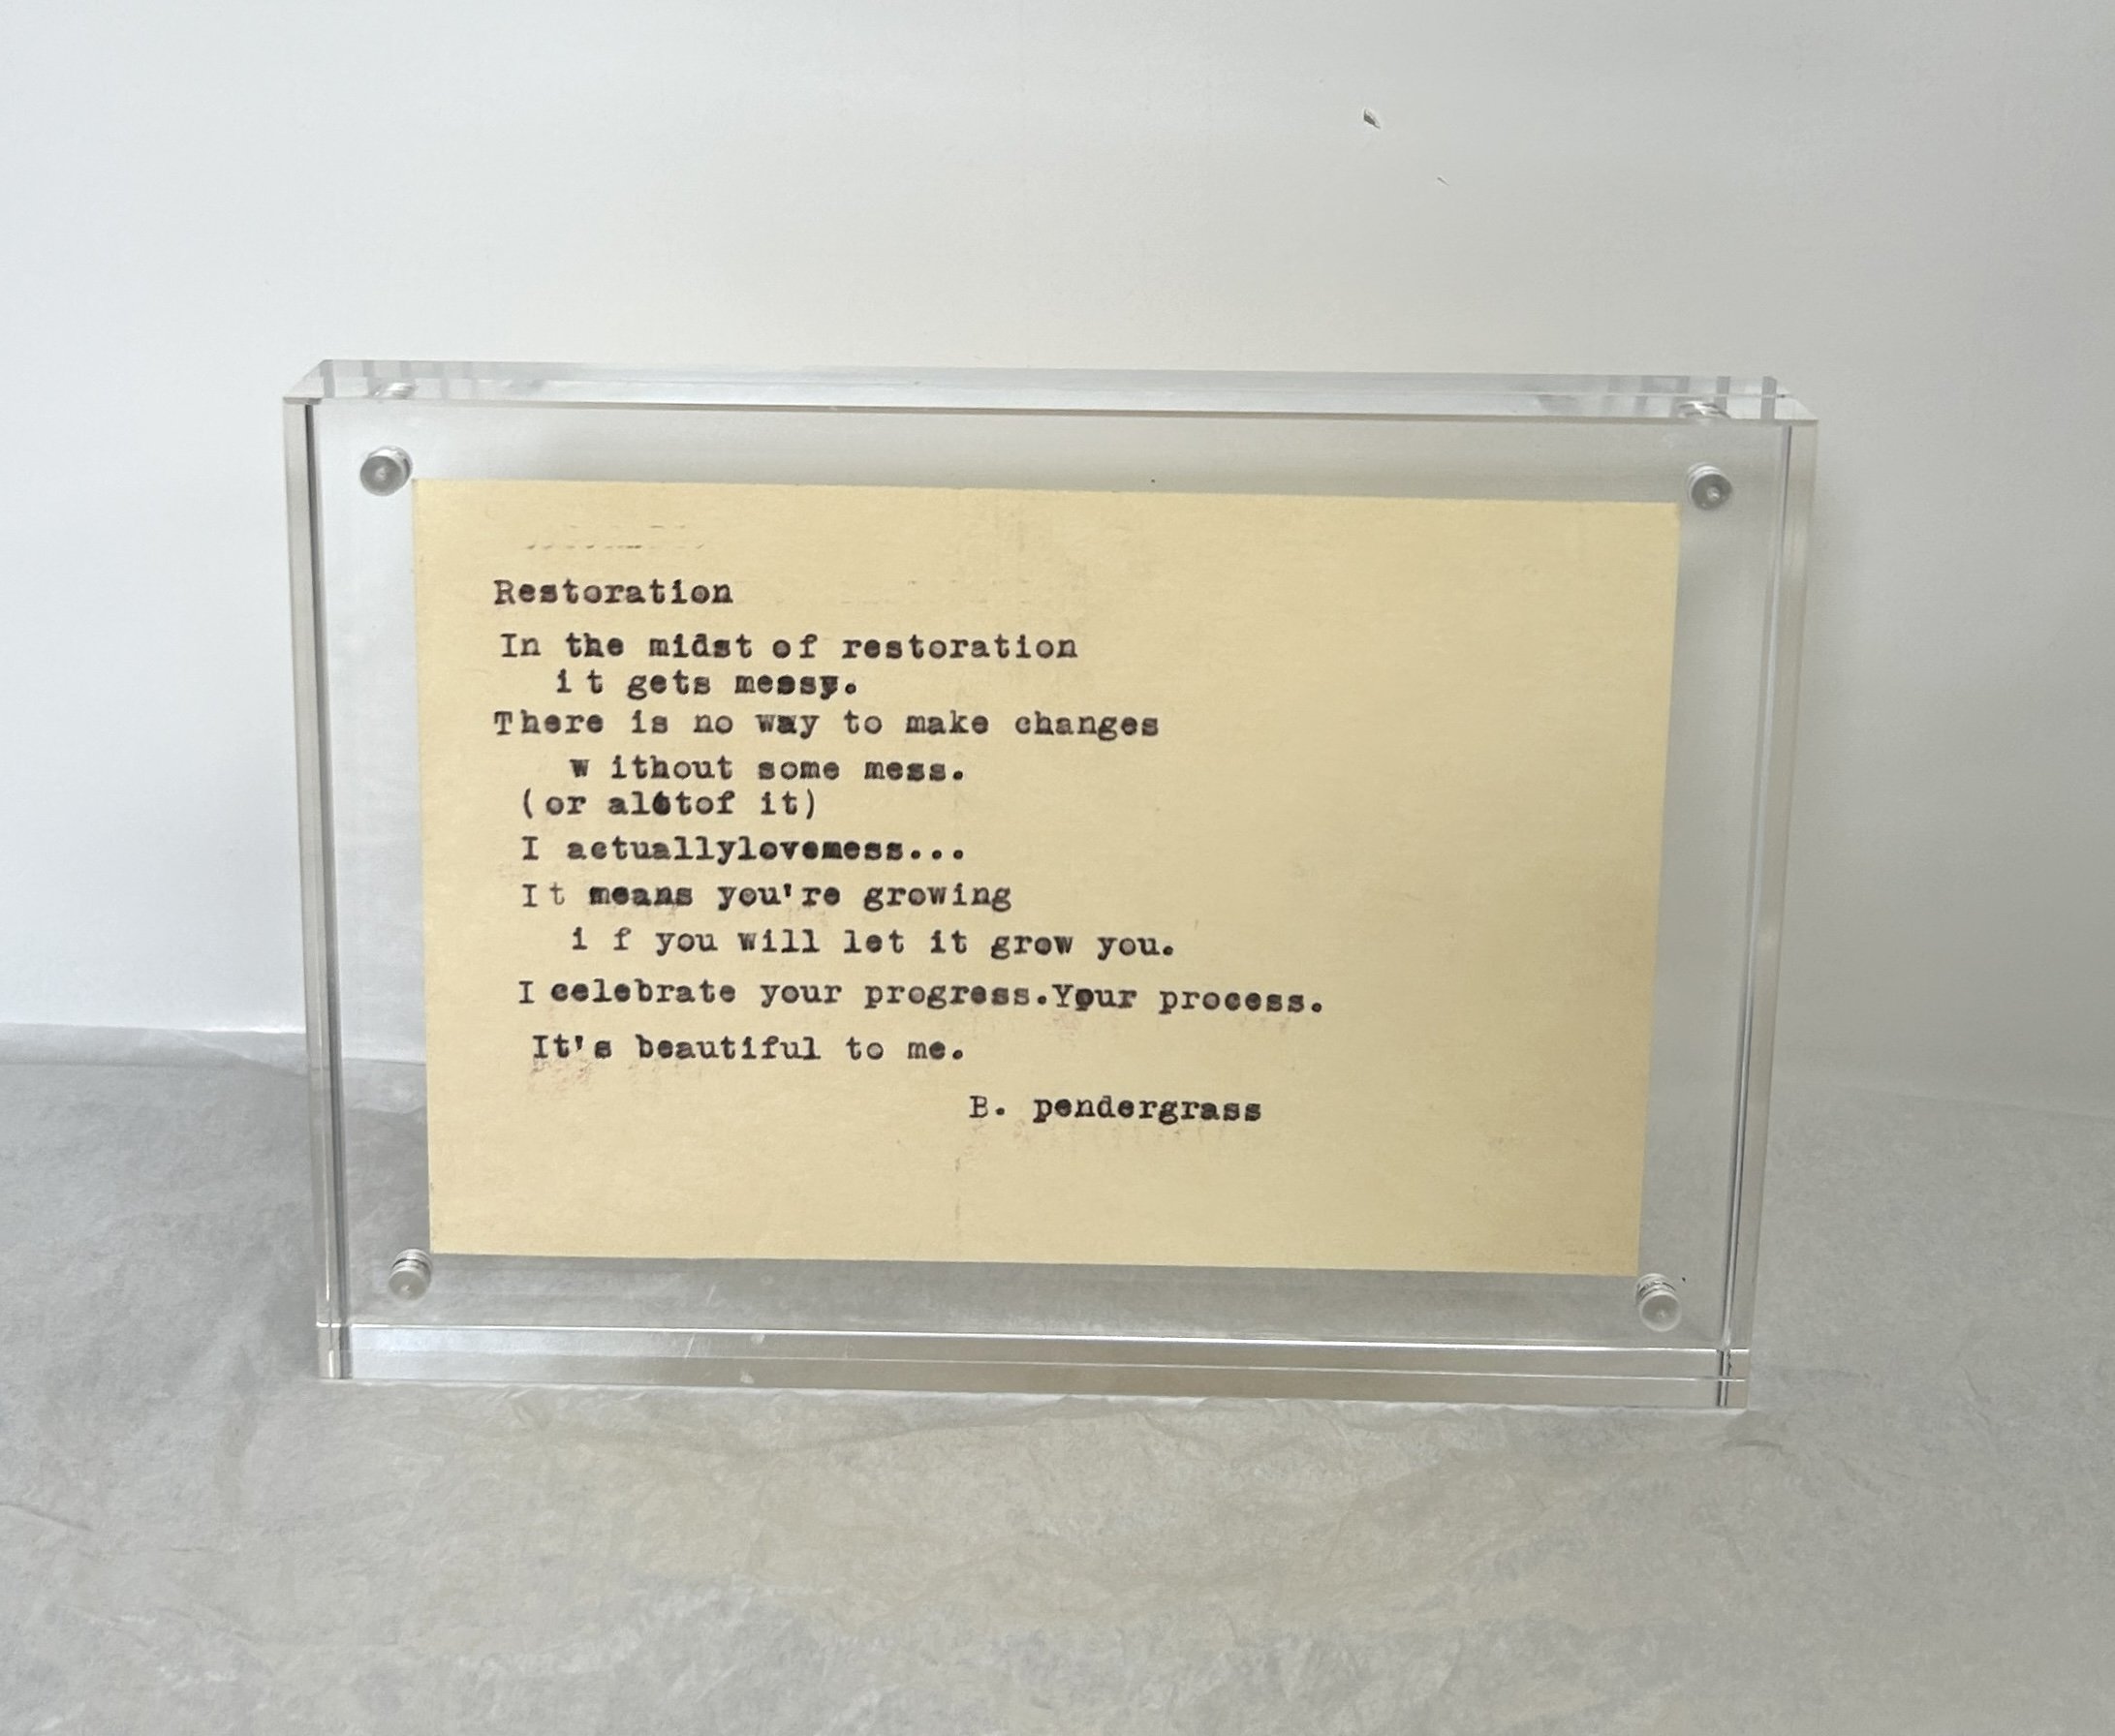 Restoration
In the midst of restoration
it gets messy.
There is no way to make changes
w ithout some mess.
(or alotof it)
I actuallylovemess...
It means you're growing
i f you will let it grow you.
I celebrate your progress.Your process.
It's beautiful to me.
B. pendergrass